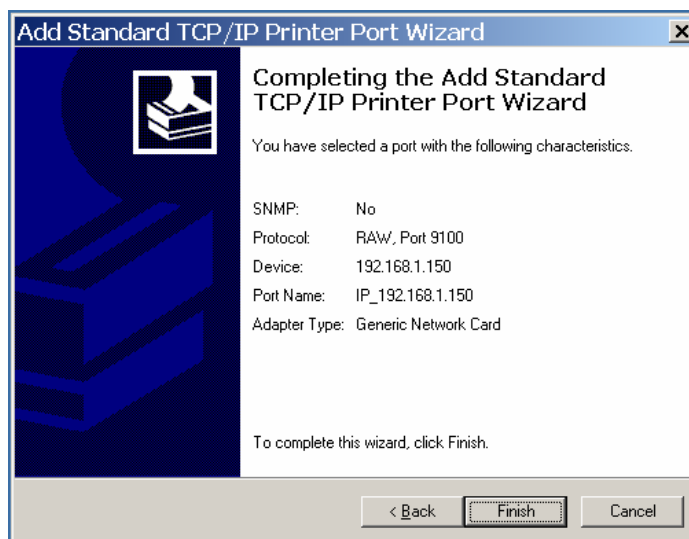 Add Standard TCP/IP Printer Port Wizard
Completing the Add Standard
TCP/IP Printer Port Wizard
You have selected a port with the following characteristics.
SNMP: No
Protocol: RAW, Port 9100
Device: 192.168.1.150
Port Name: IP_192.168.1.150
Adapter Type: Generic Network Card
To complete this wizard, click Finish.
< Back Finish Cancel